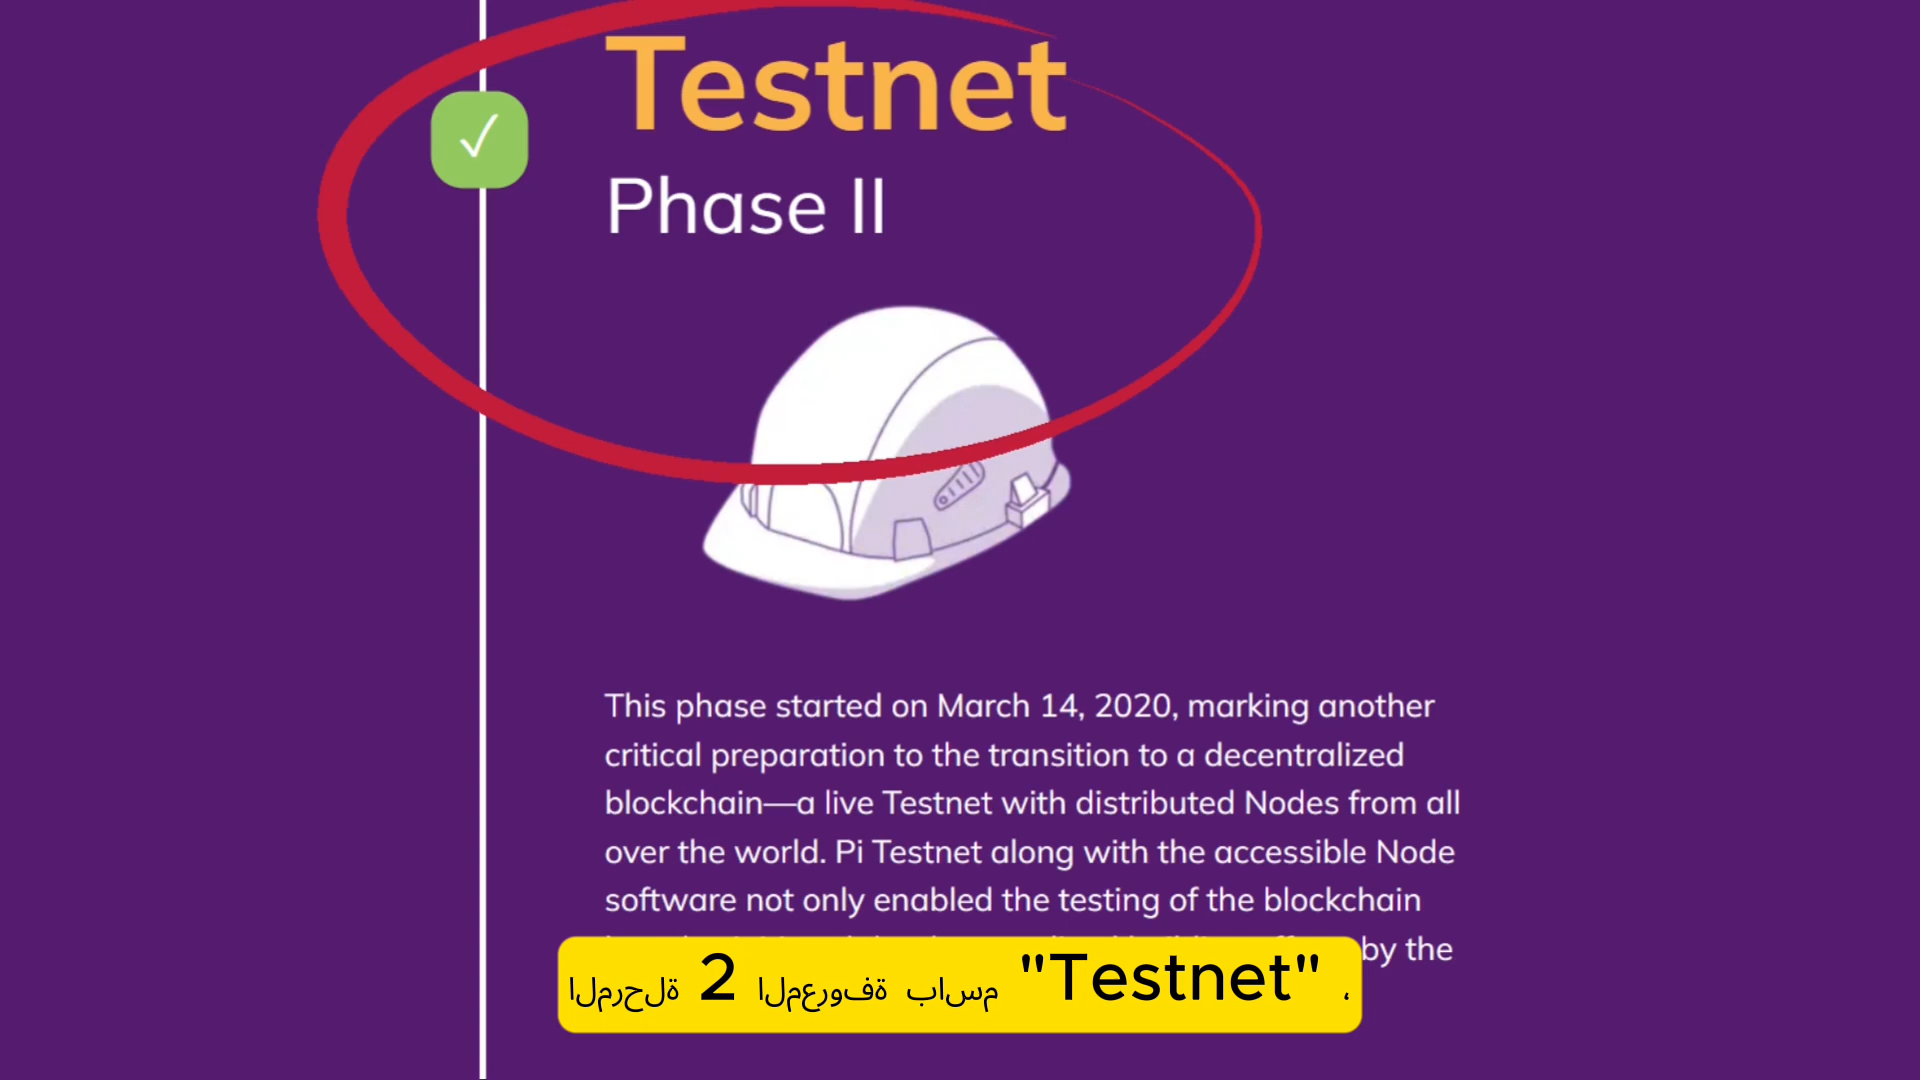 Testnet
Phase II
This phase started on March 14, 2020, marking another
critical preparation to the transition to a decentralized
blockchain—a live Testnet with distributed Nodes from all
over the world. Pi Testnet along with the accessible Node
software not only enabled the testing of the blockchain
by the
المرحلة 2 المعروفة باسم "Testnet" ،